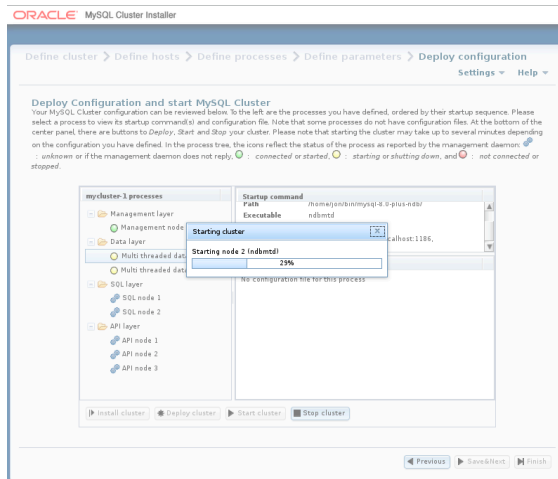 ORACLE MySQL Cluster Installer
Define cluster > Define hosts > Define processes > Define parameters > Deploy configuration
Settings Help
Deploy Configuration and start MySQL Cluster
Your MySQL Cluster configuration can be reviewed below. To the left are the processes you have defined, ordered by their startup sequence. Please
select a process to view its startup command(s) and configuration file. Note that some processes do not have configuration files. At the bottom of the
center panel, there are buttons to Deploy, Start and Stop your cluster. Please note that starting the cluster may take up to several minutes depending
on the configuration you have defined. In the process tree, the icons reflect the status of the process as reported by the management daemon:
: unknown or if the management daemon does not reply, : connected or started, : starting or shutting down, and : not connected or
stopped.
mycluster-1 processes
Management layer
Management node
Data layer
Multi threaded data
Multi threaded data
SQL layer
SQL node 1
SQL node 2
API layer
API node 1
API node 2
API node 3
Startup command
Path /home/jon/bin/mysql-8.0-plus-ndb/
Executable ndbmtd
calhost:1186,
No configuration file for this process
Starting cluster X
Starting node 2 (ndbmtd)
29%
Install cluster Deploy cluster Start cluster Stop cluster
Previous Save&Next Finish